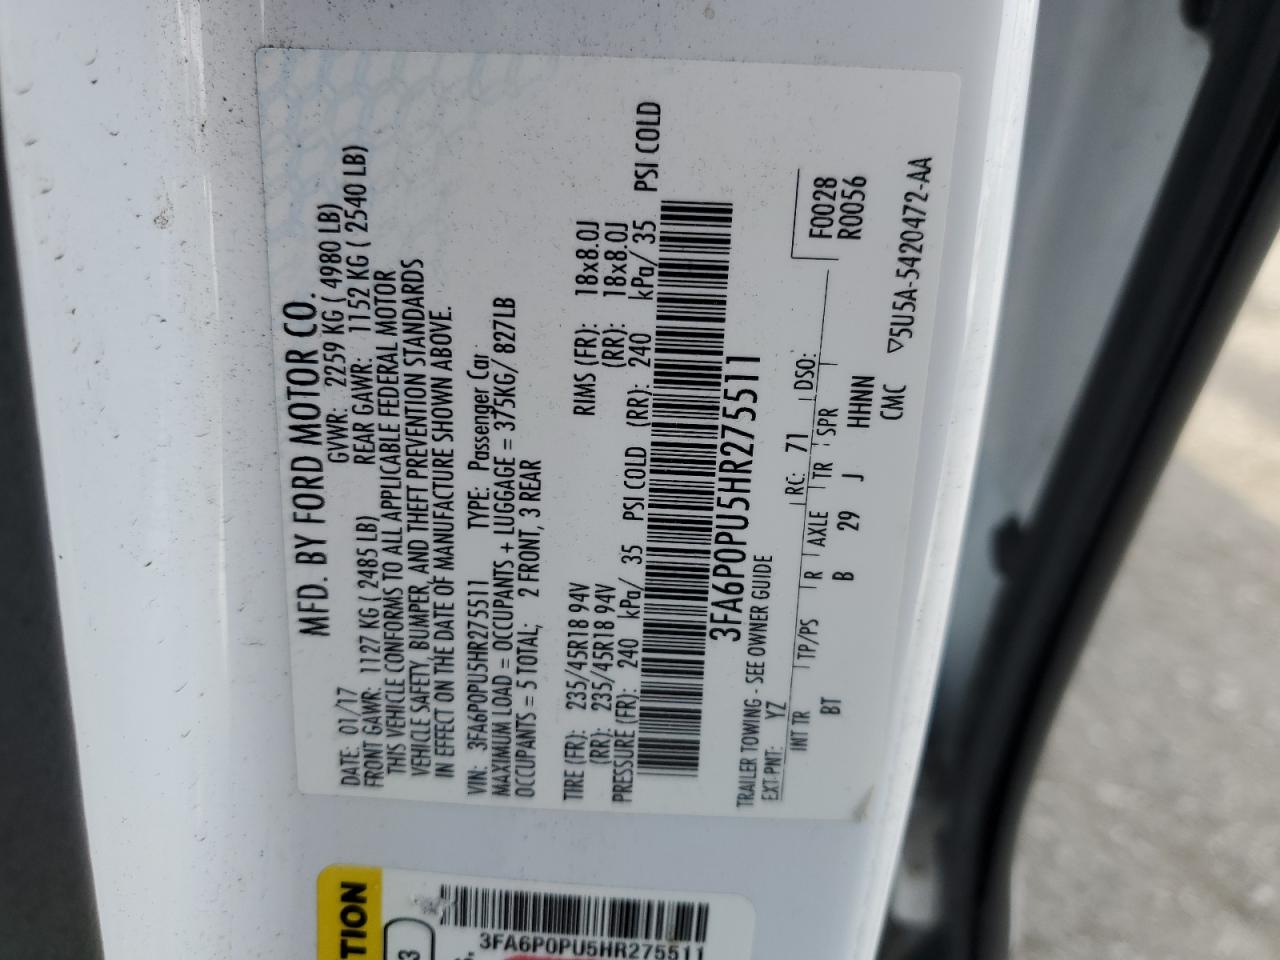 MFD. BY FORD MOTOR CO.
DATE: 01/17 GVWR: 2259 KG ( 4980 LB)
FRONT GAWR: 1127 KG ( 2485 LB) REAR GAWR: 1152 KG ( 2540 LB)
THIS VEHICLE CONFORMS TO ALL APPLICABLE FEDERAL MOTOR
VEHICLE SAFETY, BUMPER, AND THEFT PREVENTION STANDARDS
IN EFFECT ON THE DATE OF MANUFACTURE SHOWN ABOVE.
VIN: 3FA6P0PU5HR275511 TYPE: Passenger Car
MAXIMUM LOAD = OCCUPANTS + LUGGAGE = 375KG/ 827LB
OCCUPANTS = 5 TOTAL; 2 FRONT, 3 REAR
TIRE (FR): 235/45R18 94V RIMS (FR): 18x8.0J
(RR): 235/45R18 94V (RR): 18x8.0J
PRESSURE (FR): 240 kPa/ 35 PSI COLD (RR): 240 kPa/ 35 PSI COLD
3FA6P0PU5HR275511
TRAILER TOWING - SEE OWNER GUIDE
EXT PNT: YZ RC: 71 DSO: F0028
R0056
INT TR TP/PS R AXLE TR SPR
BT B 29 J HHNN
CMC ▽5U5A-5420472-AA
3FA6P0PU5HR275511